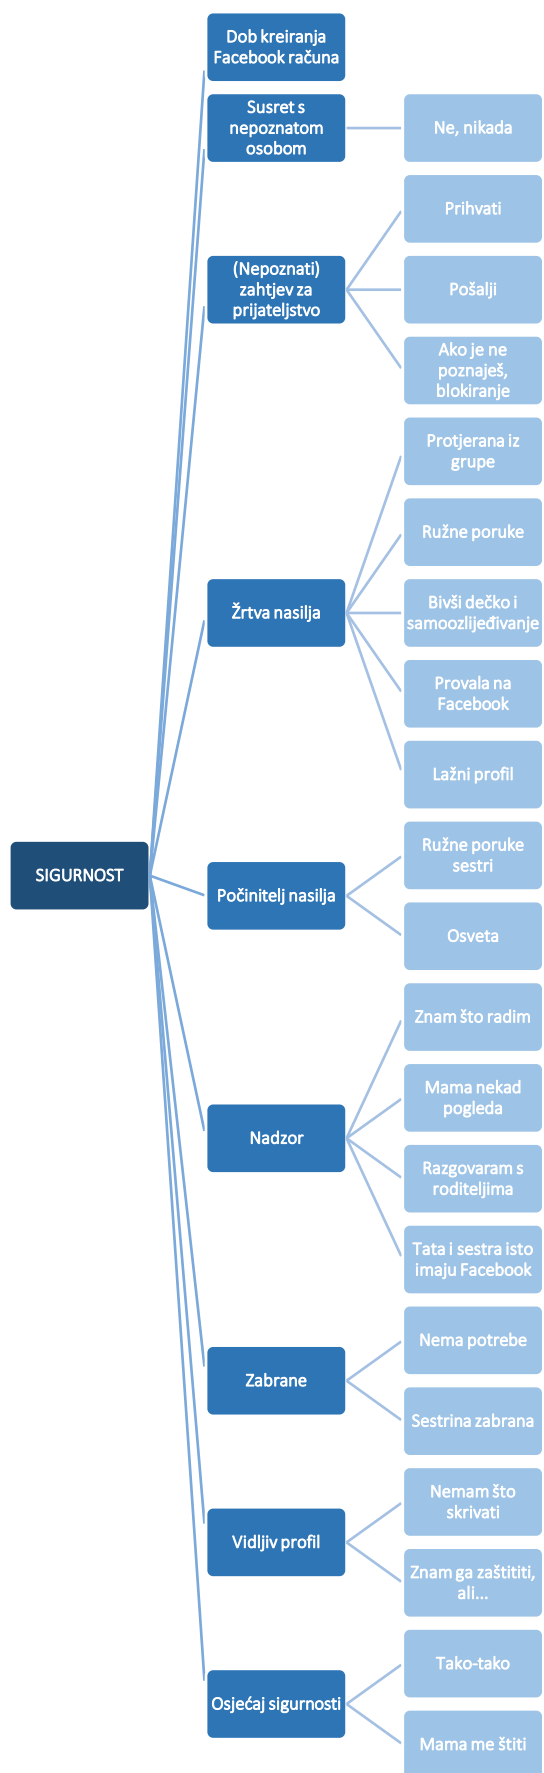 Dob kreiranja
Facebook računa
Susret s
nepoznatom
osobom
Ne, nikada
(Nepoznati)
zahtjev za
prijateljstvo
Prihvati
Pošalji
Ako je ne
poznaješ,
blokiranje
Žrtva nasilja
Protjerana iz
grupe
Ružne poruke
Bivši dečko i
samoozlijeđivanje
Provala na
Facebook
Lažni profil
SIGURNOST
Počinitelj nasilja
Ružne poruke
sestri
Osveta
Nadzor
Znam što radim
Mama nekad
pogleda
Razgovaram s
roditeljima
Tata i sestra isto
imaju Facebook
Zabrane
Nema potrebe
Sestrina zabrana
Vidljiv profil
Nemam što
skrivati
Znam ga zaštititi,
ali...
Osjećaj sigurnosti
Tako-tako
Mama me štiti